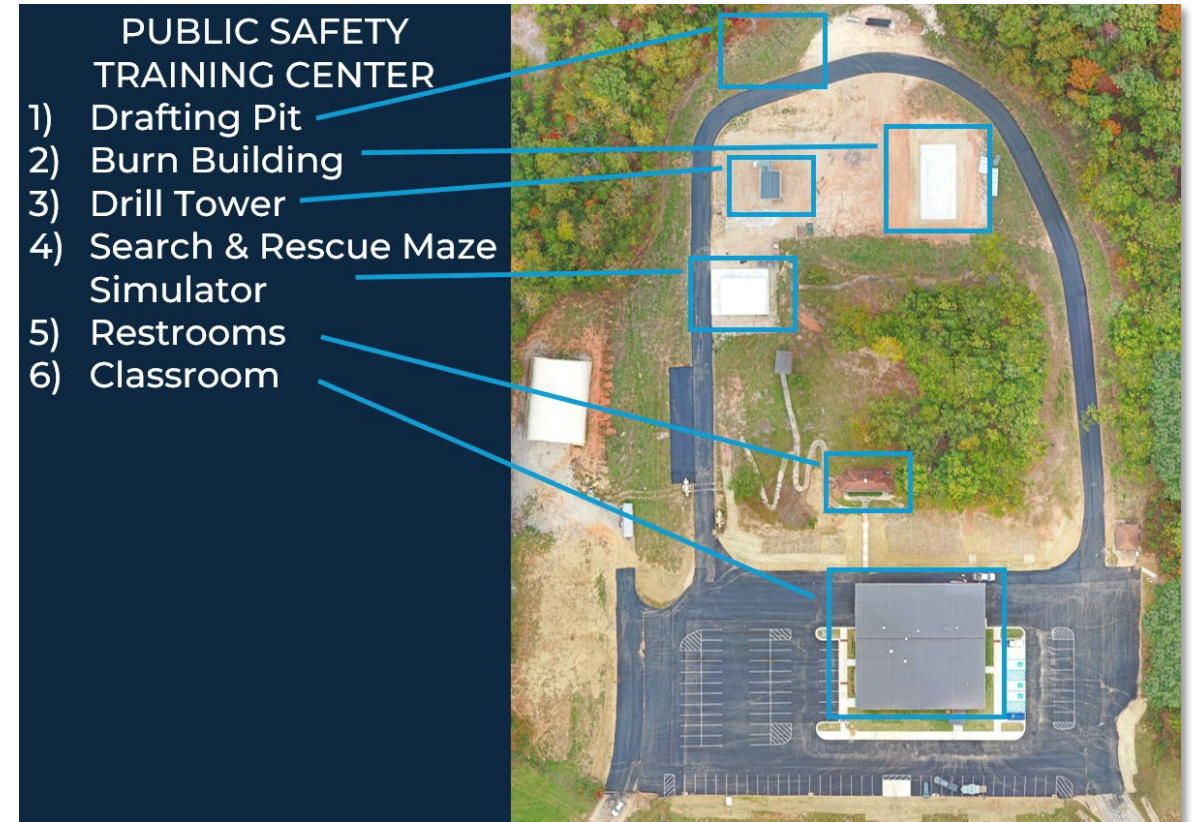 PUBLIC SAFETY
TRAINING CENTER
1) Drafting Pit
2) Burn Building
3) Drill Tower
4) Search & Rescue Maze
Simulator
5) Restrooms
6) Classroom